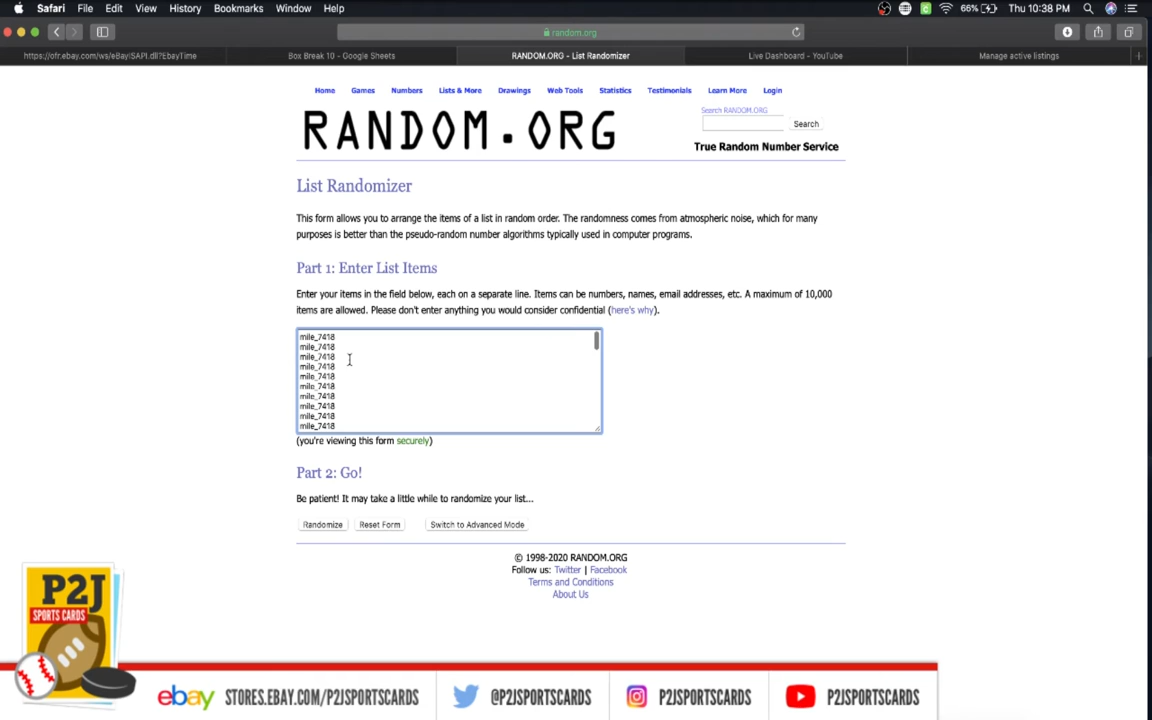 Safari File Edit View History Bookmarks Window Help 66% Thu 10:38 PM
random.org
https://ofr.ebay.com/ws/eBayISAPI.dll?EbayTime Box Break 10 - Google Sheets RANDOM.ORG - List Randomizer Live Dashboard - YouTube Manage active listings
Home Games Numbers Lists & More Drawings Web Tools Statistics Testimonials Learn More Login
Search RANDOM.ORG
RANDOM.ORG
Search
True Random Number Service
List Randomizer
This form allows you to arrange the items of a list in random order. The randomness comes from atmospheric noise, which for many
purposes is better than the pseudo-random number algorithms typically used in computer programs.
Part 1: Enter List Items
Enter your items in the field below, each on a separate line. Items can be numbers, names, email addresses, etc. A maximum of 10,000
items are allowed. Please don't enter anything you would consider confidential (here's why).
mile_7418
mile_7418
mile_7418
mile_7418
mile_7418
mile_7418
mile_7418
mile_7418
mile_7418
mile_7418
(you're viewing this form securely)
Part 2: Go!
Be patient! It may take a little while to randomize your list...
Randomize Reset Form Switch to Advanced Mode
© 1998-2020 RANDOM.ORG
Follow us: Twitter | Facebook
Terms and Conditions
About Us
P2J
SPORTS CARDS
ebay STORES.EBAY.COM/P2JSPORTSCARDS @P2JSPORTSCARDS P2JSPORTSCARDS P2JSPORTSCARDS